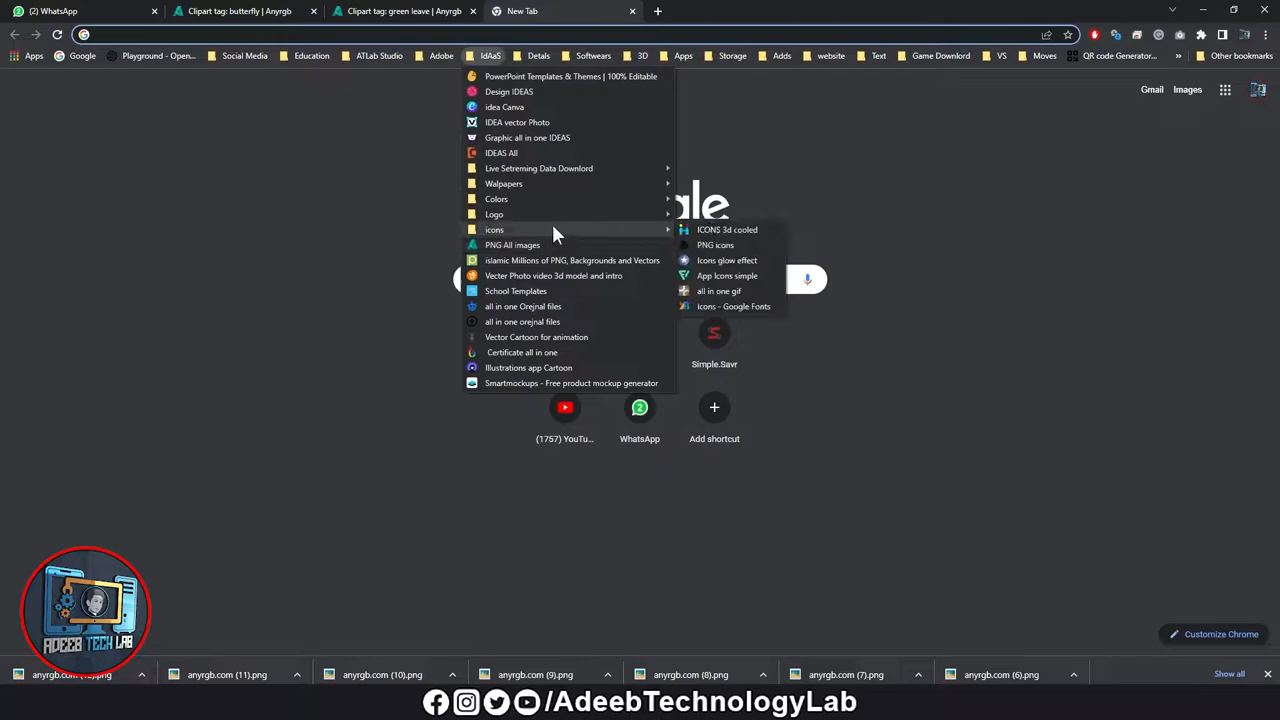 (2) WhatsApp
Clipart tag: butterfly | Anyrgb
Clipart tag: green leave | Anyrgb
New Tab
Apps
Google
Playground - Open...
Social Media
Education
ATLab Studio
Adobe
IdAaS
Detals
Softwears
3D
Apps
Storage
Adds
website
Text
Game Downlord
VS
Moves
QR code Generator...
Other bookmarks
Gmail
Images
PowerPoint Templates & Themes | 100% Editable
Design IDEAS
idea Canva
IDEA vector Photo
Graphic all in one IDEAS
IDEAS All
Live Setreming Data Downlord
Walpapers
Colors
Logo
icons
PNG All images
islamic Millions of PNG, Backgrounds and Vectors
Vecter Photo video 3d model and intro
School Templates
all in one Orejnal files
all in one orejnal files
Vector Cartoon for animation
Certificate all in one
Illustrations app Cartoon
Smartmockups - Free product mockup generator
ICONS 3d cooled
PNG icons
Icons glow effect
App Icons simple
all in one gif
Icons - Google Fonts
gle
Simple.Savr
(1757) YouTu...
WhatsApp
Add shortcut
Customize Chrome
ADEEB TECH LAB
anyrgb.com (11).png
anyrgb.com (10).png
anyrgb.com (9).png
anyrgb.com (8).png
anyrgb.com (7).png
anyrgb.com (6).png
Show all
/AdeebTechnologyLab